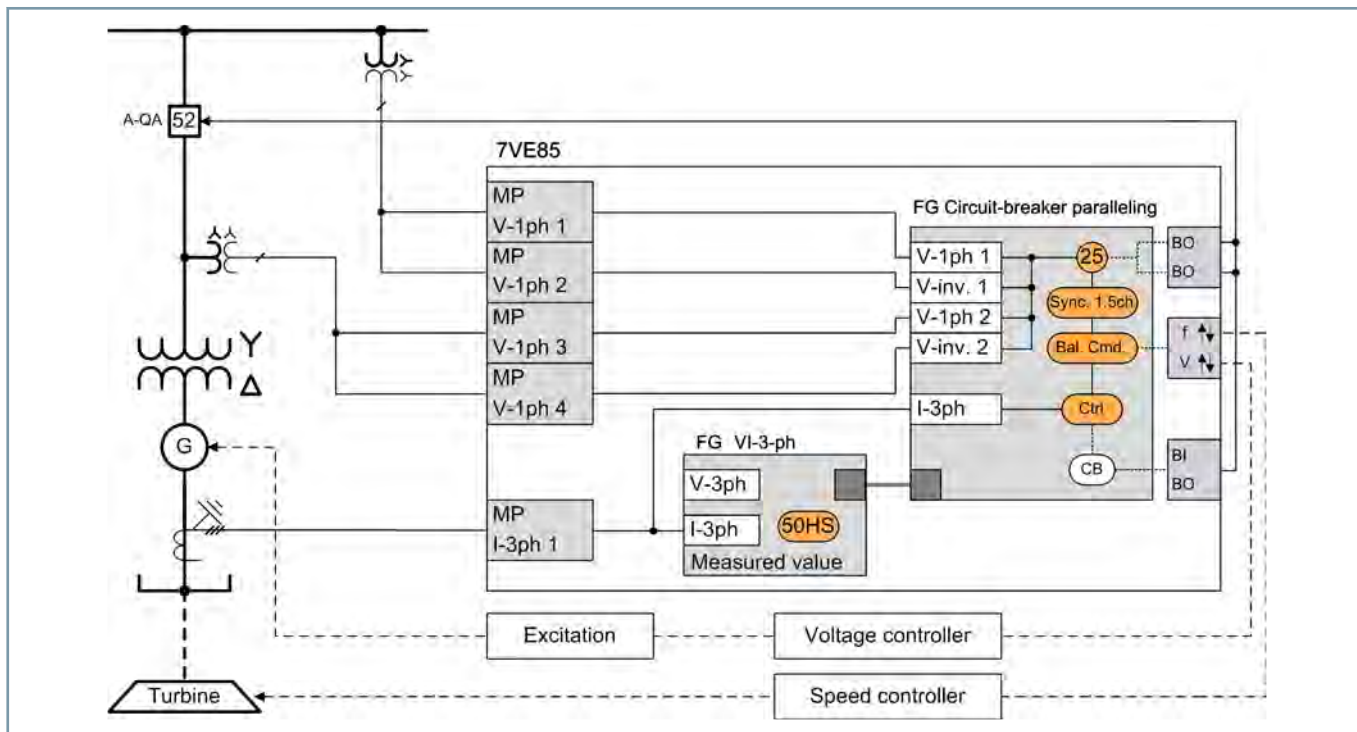 A-QA
52
7VE85
MP
V-1ph 1
MP
V-1ph 2
MP
V-1ph 3
MP
V-1ph 4
FG Circuit-breaker paralleling
V-1ph 1
V-inv. 1
V-1ph 2
V-inv. 2
I-3ph
25
Sync. 1.5ch
Bal. Cmd.
Ctrl
CB
BO
BO
f
V
BI
BO
Y
Δ
G
FG VI-3-ph
V-3ph
I-3ph
50HS
Measured value
MP
I-3ph 1
Excitation
Voltage controller
Turbine
Speed controller